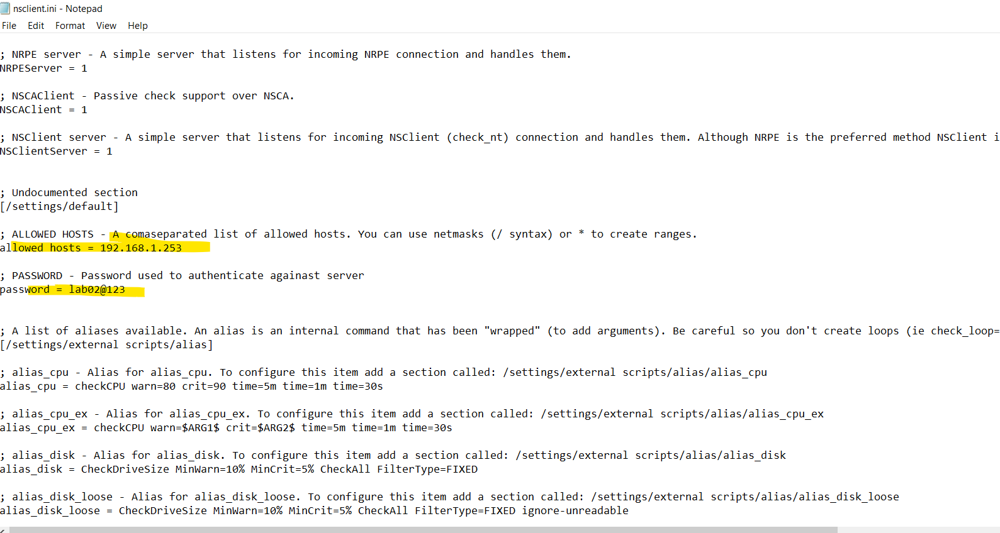 nsclient.ini - Notepad
File Edit Format View Help
; NRPE server - A simple server that listens for incoming NRPE connection and handles them.
NRPEServer = 1
; NSCAClient - Passive check support over NSCA.
NSCAClient = 1
; NSClient server - A simple server that listens for incoming NSClient (check_nt) connection and handles them. Although NRPE is the preferred method NSClient i
NSClientServer = 1
; Undocumented section
[/settings/default]
; ALLOWED HOSTS - A comaseparated list of allowed hosts. You can use netmasks (/ syntax) or * to create ranges.
allowed hosts = 192.168.1.253
; PASSWORD - Password used to authenticate againast server
password = lab02@123
; A list of aliases available. An alias is an internal command that has been "wrapped" (to add arguments). Be careful so you don't create loops (ie check_loop=
[/settings/external scripts/alias]
; alias_cpu - Alias for alias_cpu. To configure this item add a section called: /settings/external scripts/alias/alias_cpu
alias_cpu = checkCPU warn=80 crit=90 time=5m time=1m time=30s
; alias_cpu_ex - Alias for alias_cpu_ex. To configure this item add a section called: /settings/external scripts/alias/alias_cpu_ex
alias_cpu_ex = checkCPU warn=$ARG1$ crit=$ARG2$ time=5m time=1m time=30s
; alias_disk - Alias for alias_disk. To configure this item add a section called: /settings/external scripts/alias/alias_disk
alias_disk = CheckDriveSize MinWarn=10% MinCrit=5% CheckAll FilterType=FIXED
; alias_disk_loose - Alias for alias_disk_loose. To configure this item add a section called: /settings/external scripts/alias/alias_disk_loose
alias_disk_loose = CheckDriveSize MinWarn=10% MinCrit=5% CheckAll FilterType=FIXED ignore-unreadable